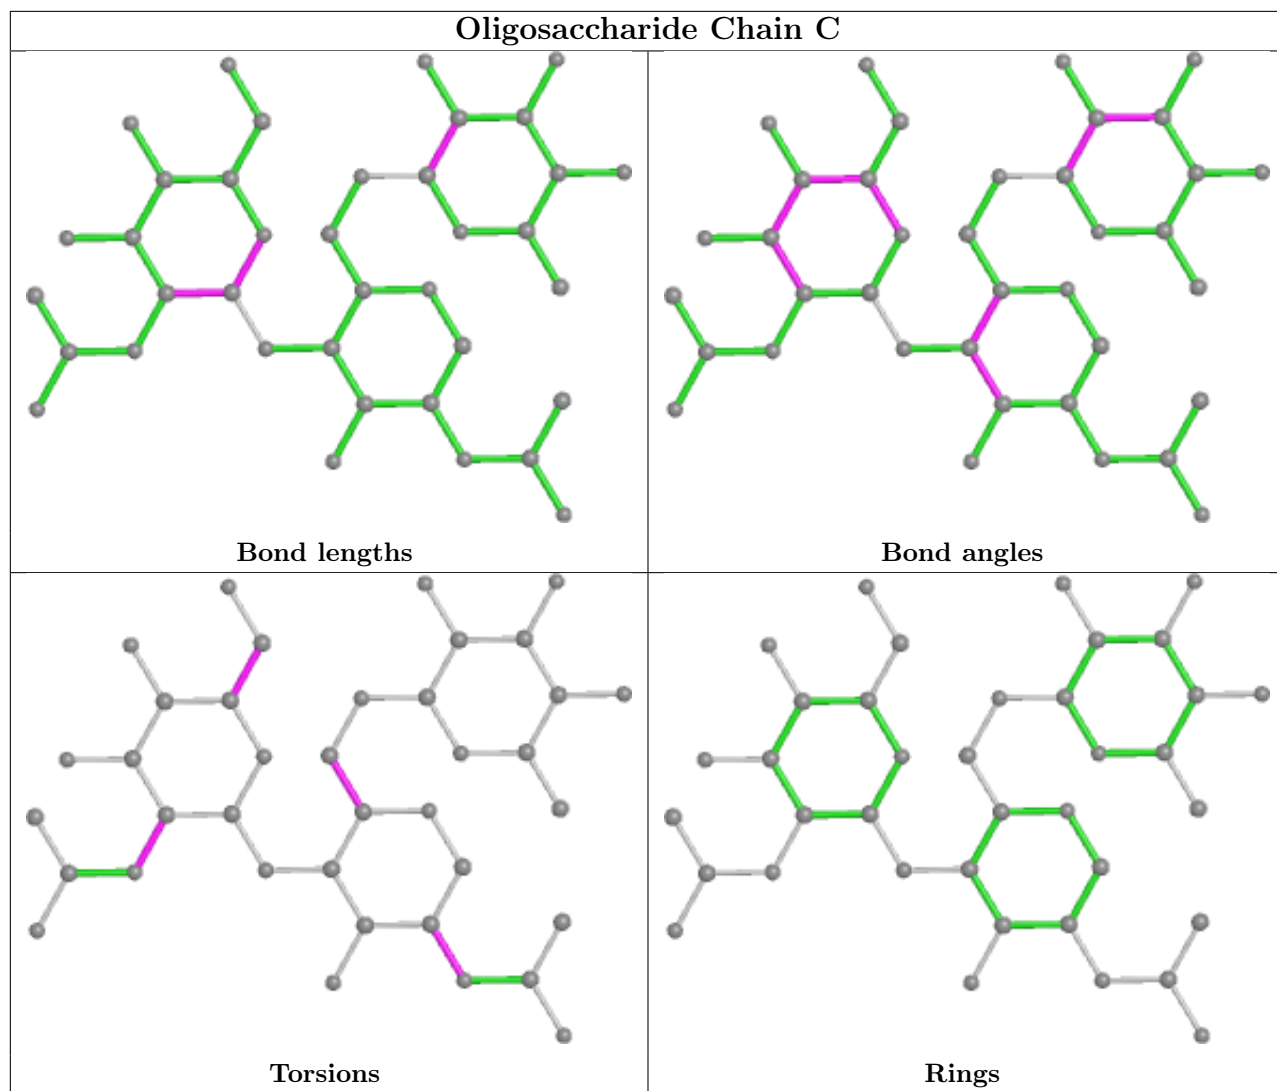 Oligosaccharide Chain C
Bond lengths
Bond angles
Torsions
Rings